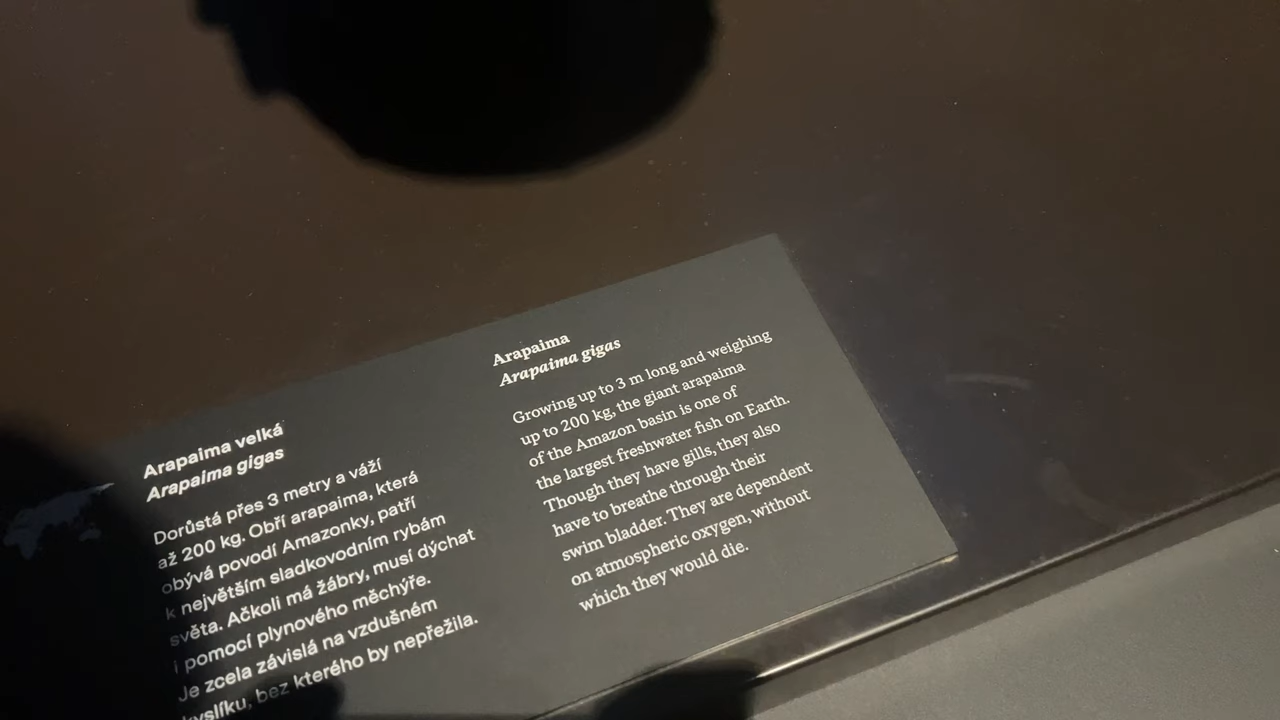 Arapaima velká
Arapaima gigas
Dorůstá přes 3 metry a váží
až 200 kg. Obří arapaima, která
obývá povodí Amazonky, patří
k největším sladkovodním rybám
světa. Ačkoli má žábry, musí dýchat
i pomocí plynového měchýře.
Je zcela závislá na vzdušném
kyslíku, bez kterého by nepřežila.
Arapaima
Arapaima gigas
Growing up to 3 m long and weighing
up to 200 kg, the giant arapaima
of the Amazon basin is one of
the largest freshwater fish on Earth.
Though they have gills, they also
have to breathe through their
swim bladder. They are dependent
on atmospheric oxygen, without
which they would die.